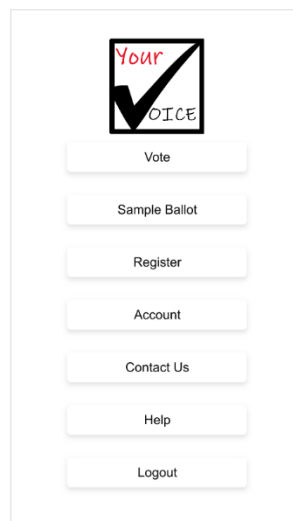 Your
VOICE
Vote
Sample Ballot
Register
Account
Contact Us
Help
Logout